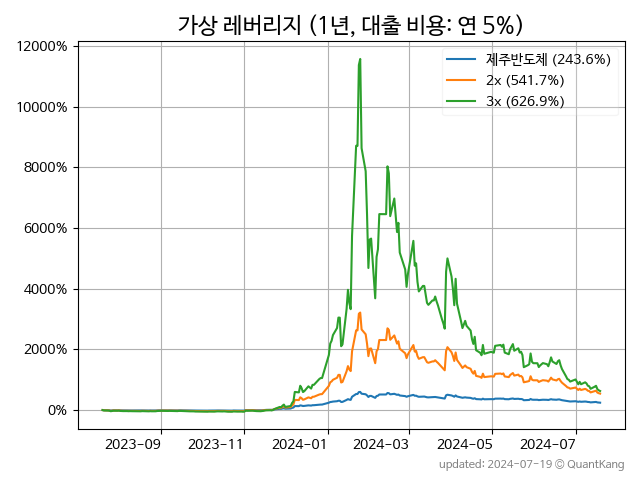 가상 레버리지 (1년, 대출 비용: 연 5%)
12000%
10000%
8000%
6000%
4000%
2000%
0%
제주반도체 (243.6%)
2x (541.7%)
3x (626.9%)
2023-09
2023-11
2024-01
2024-03
2024-05
2024-07
updated: 2024-07-19 © QuantKang